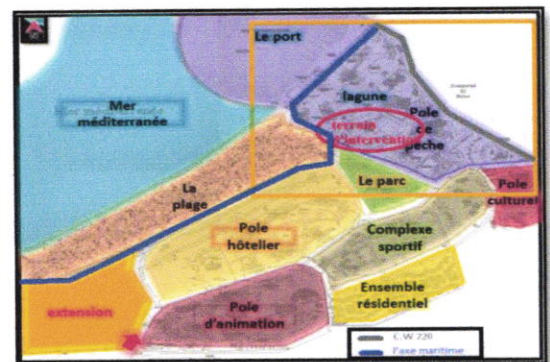 Le port
Mer
méditerranée
lagune
Pole
de
pêche
terrain
d'intervention
La
plage
Le parc
Pole
culturel
Pole
hôtelier
Complexe
sportif
extension
Pole
d'animation
Ensemble
résidentiel
C.W 220
l'axe maritime